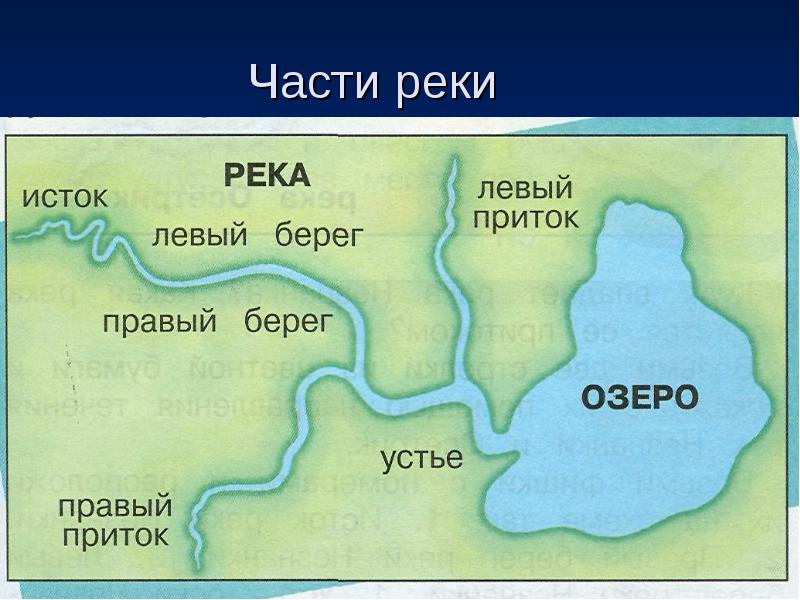 Части реки
РЕКА
исток
левый берег
левый
приток
правый берег
ОЗЕРО
устье
правый
приток